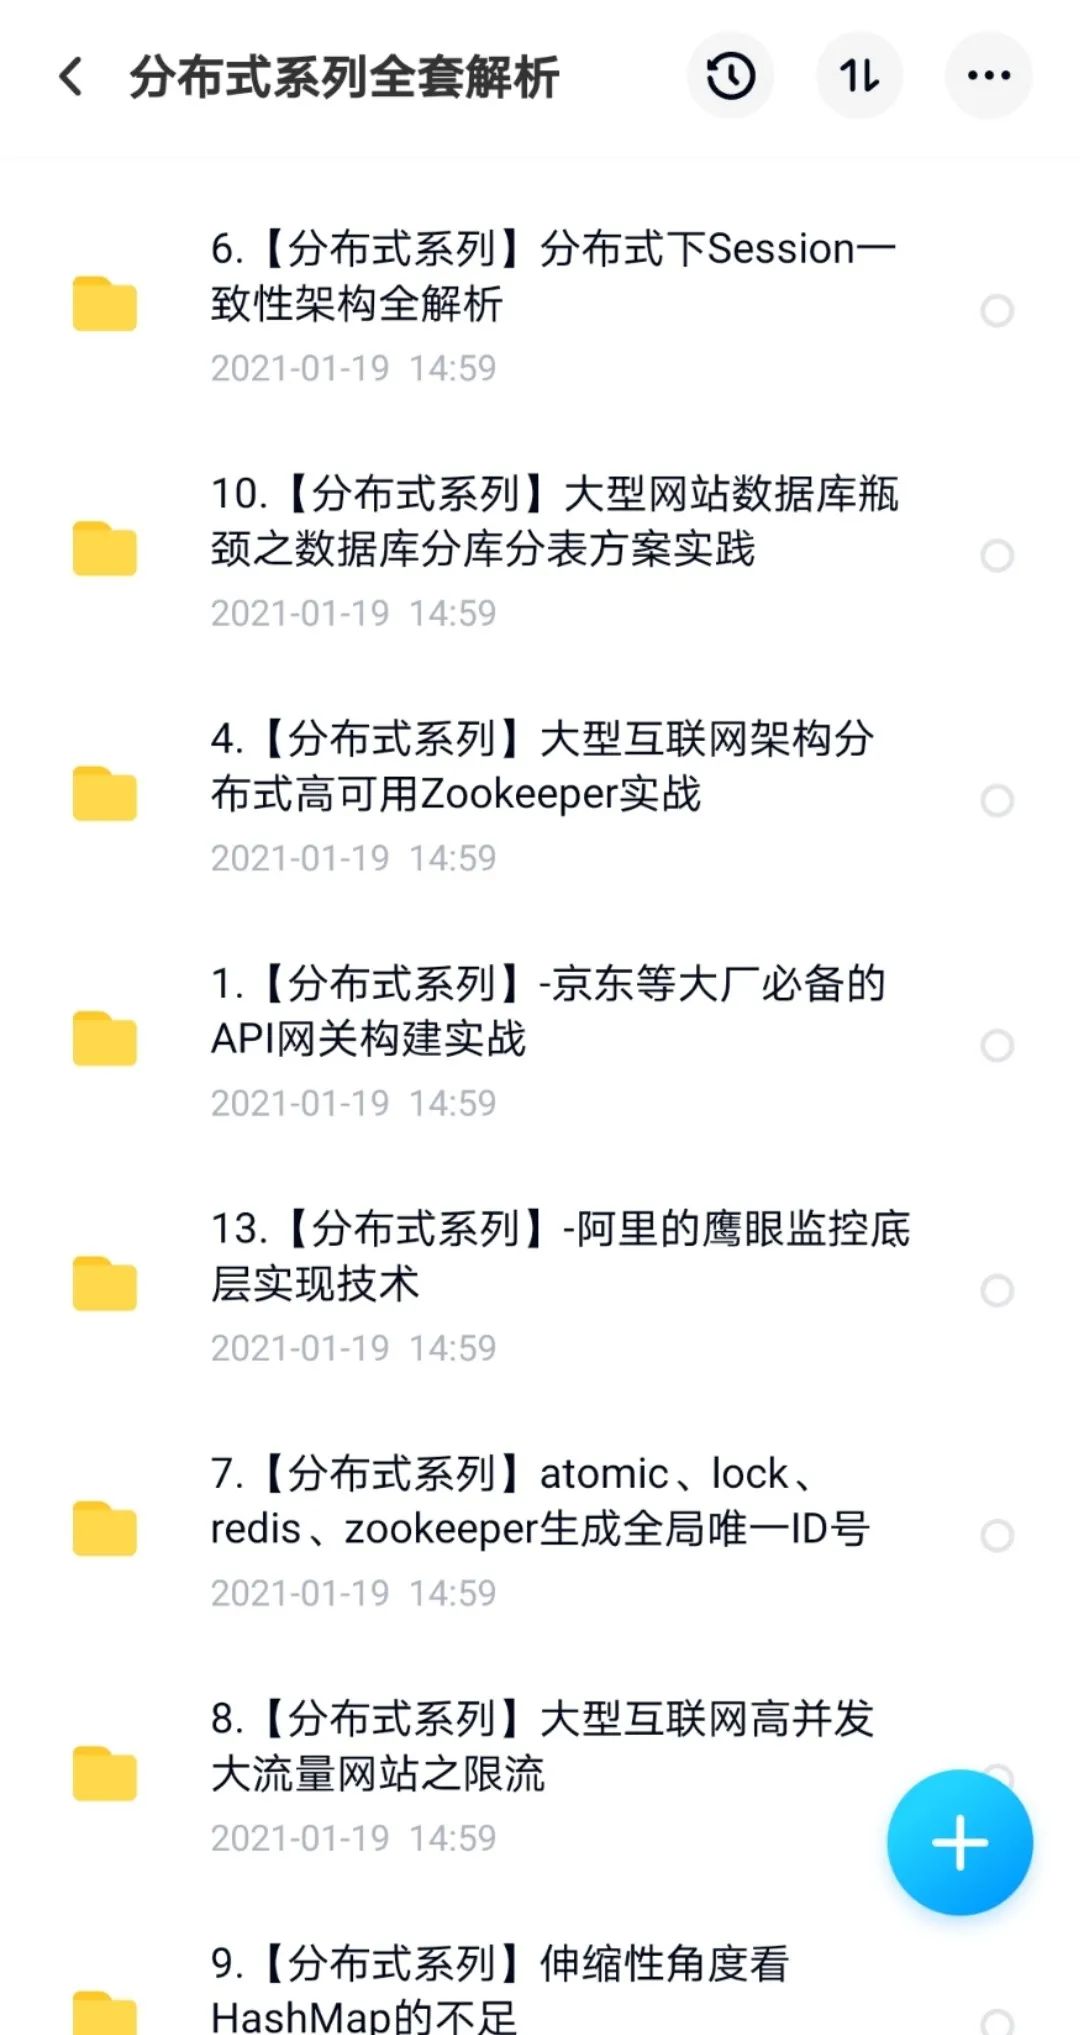 分布式系列全套解析
6.【分布式系列】分布式下Session一
致性架构全解析
2021-01-19 14:59
10.【分布式系列】大型网站数据库瓶
颈之数据库分库分表方案实践
2021-01-19 14:59
4.【分布式系列】大型互联网架构分
布式高可用Zookeeper实战
2021-01-19 14:59
1.【分布式系列】-京东等大厂必备的
API网关构建实战
2021-01-19 14:59
13.【分布式系列】-阿里的鹰眼监控底
层实现技术
2021-01-19 14:59
7.【分布式系列】atomic、lock、
redis、zookeeper生成全局唯一ID号
2021-01-19 14:59
8.【分布式系列】大型互联网高并发
大流量网站之限流
2021-01-19 14:59
9.【分布式系列】伸缩性角度看
HashMap的不足